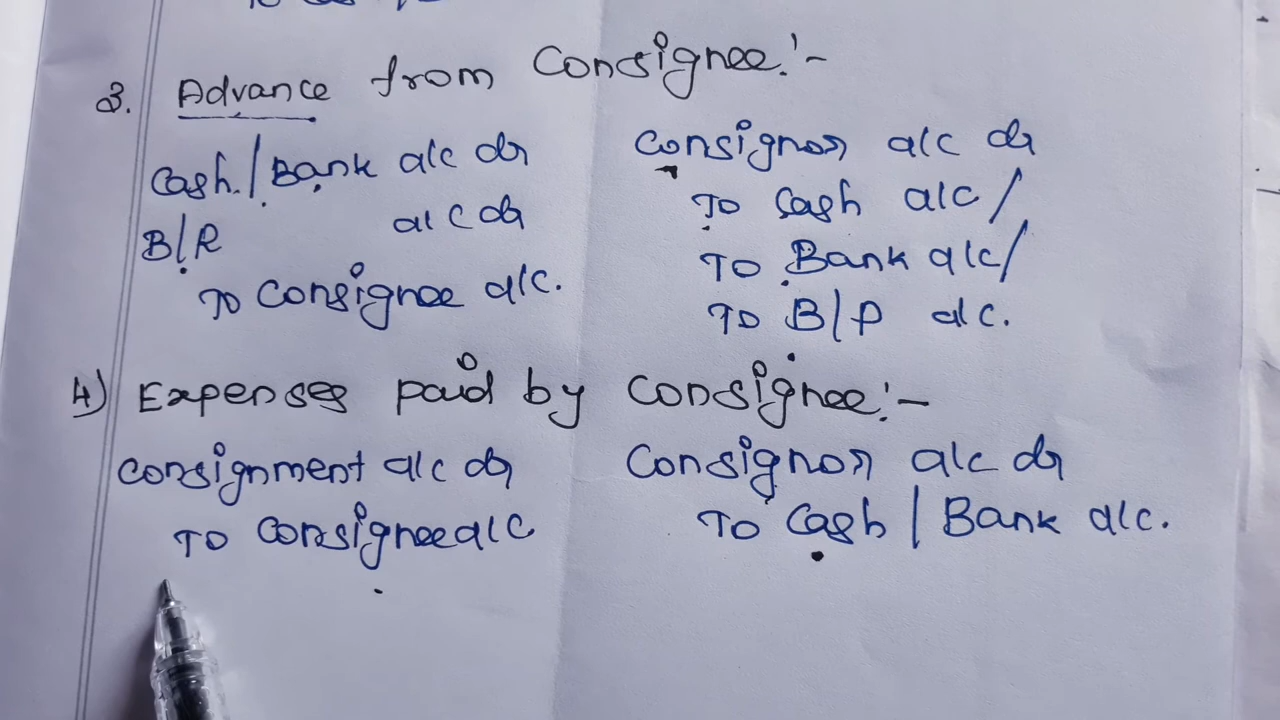 3. Advance from Consignee:-
Cash./Bank a/c dr
B/R a/c dr
To Consignee a/c.
Consignor a/c dr
To Cash a/c/
To Bank a/c/
To B/P a/c.
4) Expenses paid by Consignee:-
Consignment a/c dr
To Consignee a/c
Consignor a/c dr
To Cash/Bank a/c.